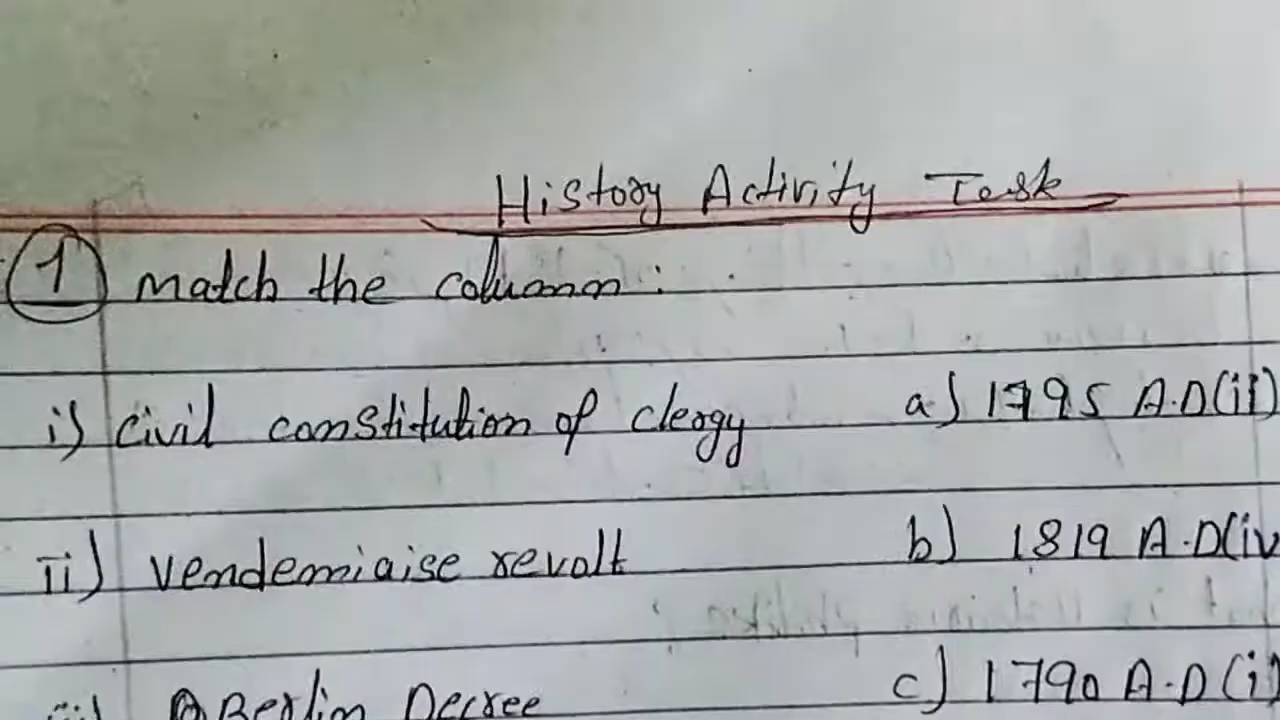 History Activity Task
1 Match the column:
i) civil constitution of clergy a) 1795 A.D(ii)
ii) vendemiaise revolt b) 1819 A.D(iv
iii) Berlin Decree c) 1790 A.D(i)